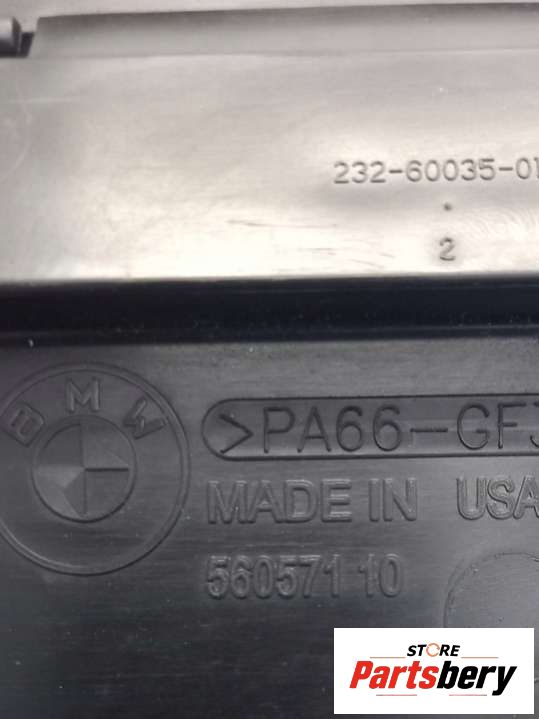 232-60035-01
2
BMW
>PA66-GF
MADE IN USA
560571 10
STORE
Partsbery